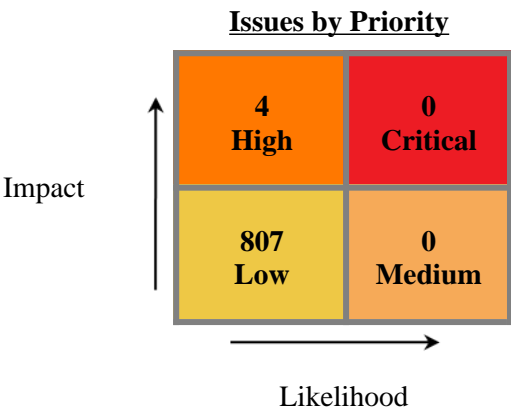 Issues by Priority
4
High
0
Critical
Impact
807
Low
0
Medium
Likelihood